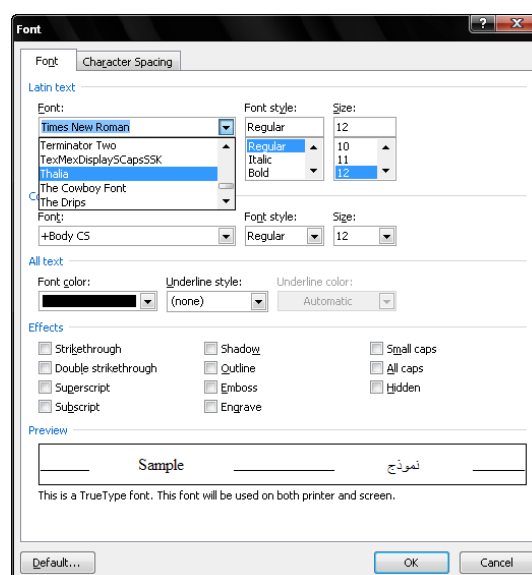 Font
? X
Font Character Spacing
Latin text
Font: Font style: Size:
Times New Roman Regular 12
Terminator Two Regular 10
TexMexDisplaySCapsSSK Italic 11
Thalia Bold 12
The Cowboy Font
The Drips
Font: Font style: Size:
+Body CS Regular 12
All text
Font color: Underline style: Underline color:
(none) Automatic
Effects
Strikethrough Shadow Small caps
Double strikethrough Outline All caps
Superscript Emboss Hidden
Subscript Engrave
Preview
Sample نموذج
This is a TrueType font. This font will be used on both printer and screen.
Default... OK Cancel